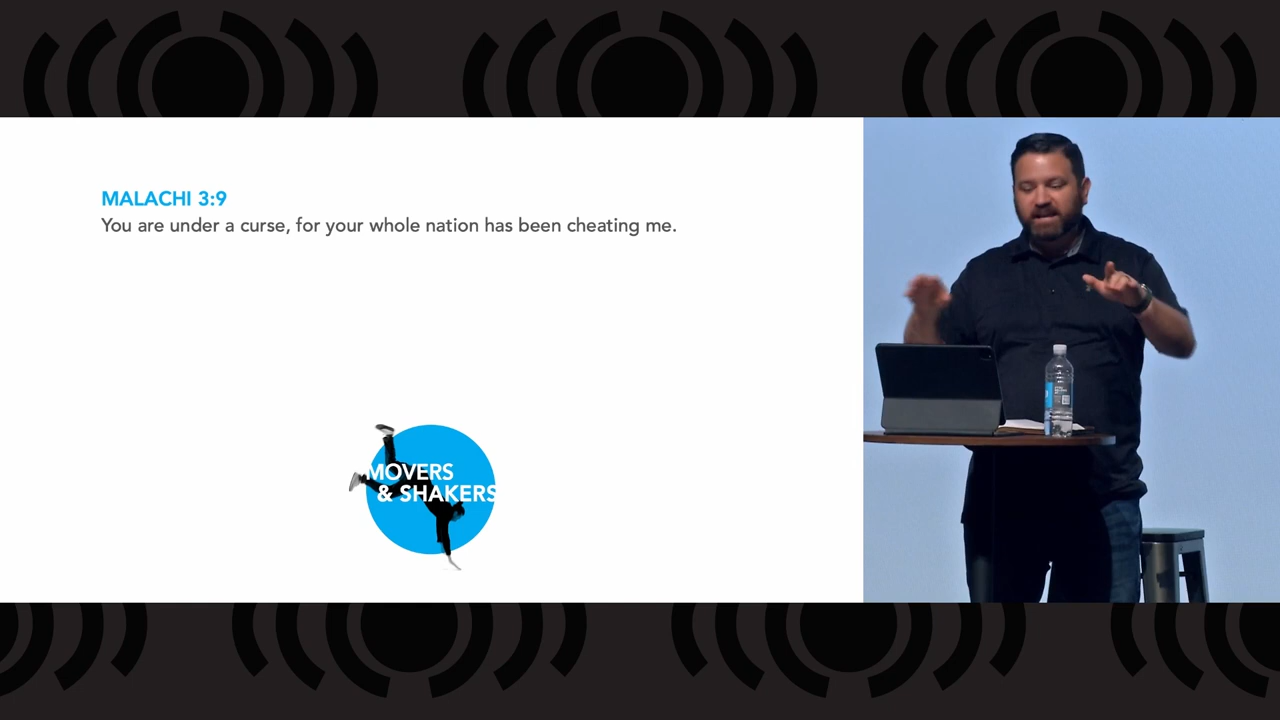 MALACHI 3:9
You are under a curse, for your whole nation has been cheating me.
MOVERS
& SHAKERS